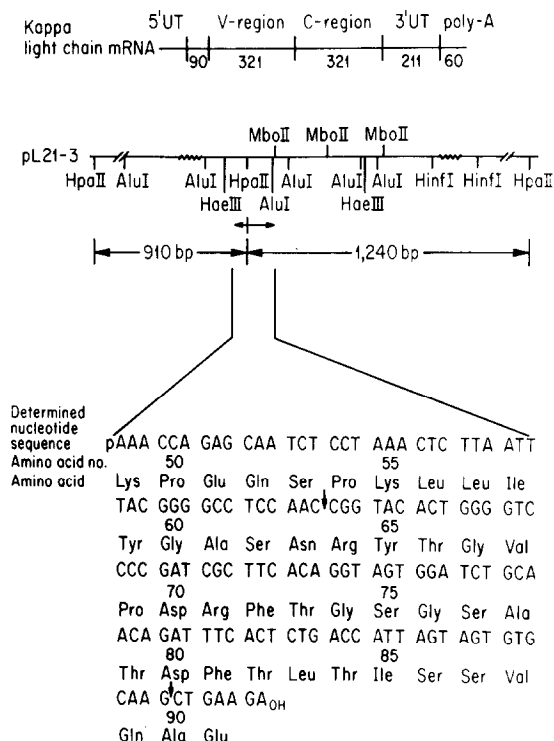 Kappa light chain mRNA
5'UT V-region C-region 3'UT poly-A
90 321 321 211 60
MboII MboII MboII
pL21-3
HpaII AluI AluI HpaII AluI AluI AluI HinfI HinfI HpaII
HaeIII AluI HaeIII
910 bp 1,240 bp
Determined nucleotide sequence
pAAA CCA GAG CAA TCT CCT AAA CTC TTA ATT
Amino acid no. 50 55
Amino acid Lys Pro Glu Gln Ser Pro Lys Leu Leu Ile
TAC GGG GCC TCC AAC CGG TAC ACT GGG GTC
60 65
Tyr Gly Ala Ser Asn Arg Tyr Thr Gly Val
CCC GAT CGC TTC ACA GGT AGT GGA TCT GCA
70 75
Pro Asp Arg Phe Thr Gly Ser Gly Ser Ala
ACA GAT TTC ACT CTG ACC ATT AGT AGT GTG
80 85
Thr Asp Phe Thr Leu Thr Ile Ser Ser Val
CAA GCT GAA GAOH
90
Gln Ala Glu